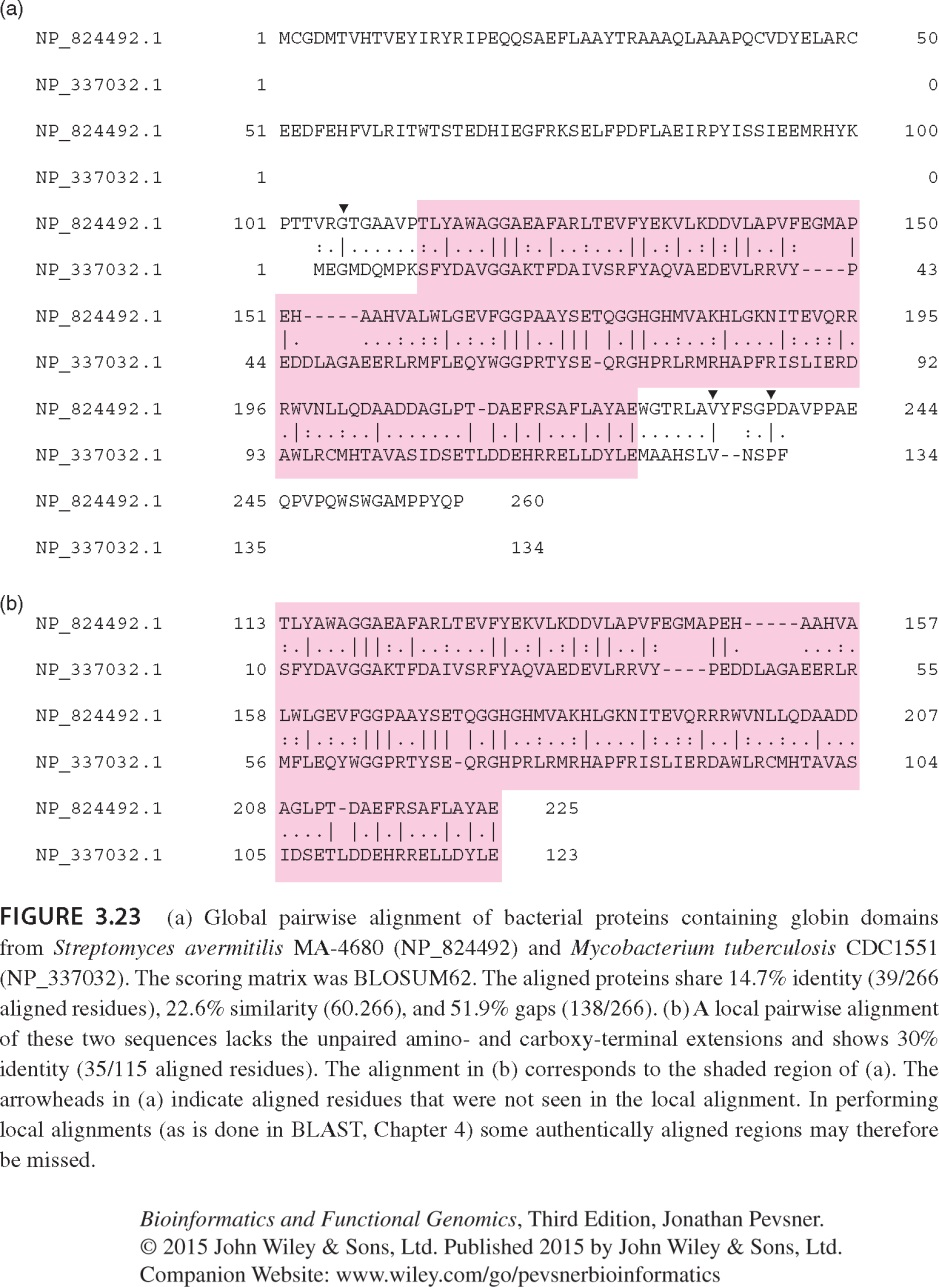 (a)
NP_824492.1 1 MCGDMTVHTVEYIRYRIPEQQSAEFLAAYTRAAAQLAAAPQCVDYELARC 50
NP_337032.1 1 0
NP_824492.1 51 EEDFEHFVLRITWTSTEDHIEGFRKSELFPDFLAEIRPYISSIEEMRHYK 100
NP_337032.1 1 0
NP_824492.1 101 PTTVRGTGAAVPTLYAWAGGAEAFARLTEVFYEKVLKDDVLAPVFEGMAP 150
:.|......:.|...|||..|.....||..|.|:.|:||..|: |
NP_337032.1 1 MEGMDQMPKSFYDAVGGAKTFDAIVSRFYAQVAEDEVLRRVY----P 43
NP_824492.1 151 EH-----AAHVALWLGEVFGGPAAYSETQGGHGHMVAKHLGKNITEVQRR 195
|. ...:.::|.:.:|||..||| |.||..:..:|....|:.::|.
NP_337032.1 44 EDDLAGAEERLRMFLEQYWGGPRTYSE-QRGHPRLRMRHAPFRISLIERD 92
NP_824492.1 196 RWVNLLQDAADDAGLPT-DAEFRSAFLAYAEWGTRLAVYFSGPDAVPPAE 244
.|:..:..|.......| |.|.|...|.|.|......| :.|.
NP_337032.1 93 AWLRCMHTAVASIDSETLDDEHRRELLDYLEMAAHSLV--NSPF 134
NP_824492.1 245 QPVPQWSWGAMPPYQP 260
NP_337032.1 135 134
(b)
NP_824492.1 113 TLYAWAGGAEAFARLTEVFYEKVLKDDVLAPVFEGMAPEH-----AAHVA 157
:.|...|||..|.....||..|.|:.|:||..|: ||. ...:.
NP_337032.1 10 SFYDAVGGAKTFDAIVSRFYAQVAEDEVLRRVY----PEDDLAGAEERLR 55
NP_824492.1 158 LWLGEVFGGPAAYSETQGGHGHMVAKHLGKNITEVQRRRWVNLLQDAADD 207
::|.:.:|||..||| |.||..:..:|....|:.::|..|:..:..|...
NP_337032.1 56 MFLEQYWGGPRTYSE-QRGHPRLRMRHAPFRISLIERDAWLRCMHTAVAS 104
NP_824492.1 208 AGLPT-DAEFRSAFLAYAE 225
....| |.|.|...|.|.|
NP_337032.1 105 IDSETLDDEHRRELLDYLE 123
FIGURE 3.23 (a) Global pairwise alignment of bacterial proteins containing globin domains
from Streptomyces avermitilis MA-4680 (NP_824492) and Mycobacterium tuberculosis CDC1551
(NP_337032). The scoring matrix was BLOSUM62. The aligned proteins share 14.7% identity (39/266
aligned residues), 22.6% similarity (60.266), and 51.9% gaps (138/266). (b) A local pairwise alignment
of these two sequences lacks the unpaired amino- and carboxy-terminal extensions and shows 30%
identity (35/115 aligned residues). The alignment in (b) corresponds to the shaded region of (a). The
arrowheads in (a) indicate aligned residues that were not seen in the local alignment. In performing
local alignments (as is done in BLAST, Chapter 4) some authentically aligned regions may therefore
be missed.
Bioinformatics and Functional Genomics, Third Edition, Jonathan Pevsner.
© 2015 John Wiley & Sons, Ltd. Published 2015 by John Wiley & Sons, Ltd.
Companion Website: www.wiley.com/go/pevsnerbioinformatics